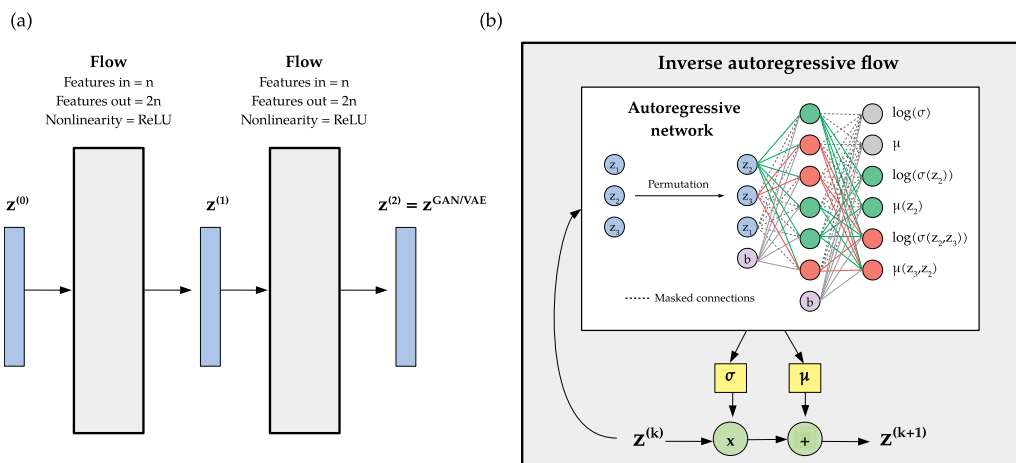 (a)
Flow
Features in = n
Features out = 2n
Nonlinearity = ReLU
Flow
Features in = n
Features out = 2n
Nonlinearity = ReLU
z(0)
z(1)
z(2) = zGAN/VAE
(b)
Inverse autoregressive flow
Autoregressive
network
z1
z2
z3
Permutation
z2
z3
z1
b
b
log(σ)
μ
log(σ(z2))
μ(z2)
log(σ(z2,z3))
μ(z3,z2)
Masked connections
σ
μ
z(k)
x
+
z(k+1)